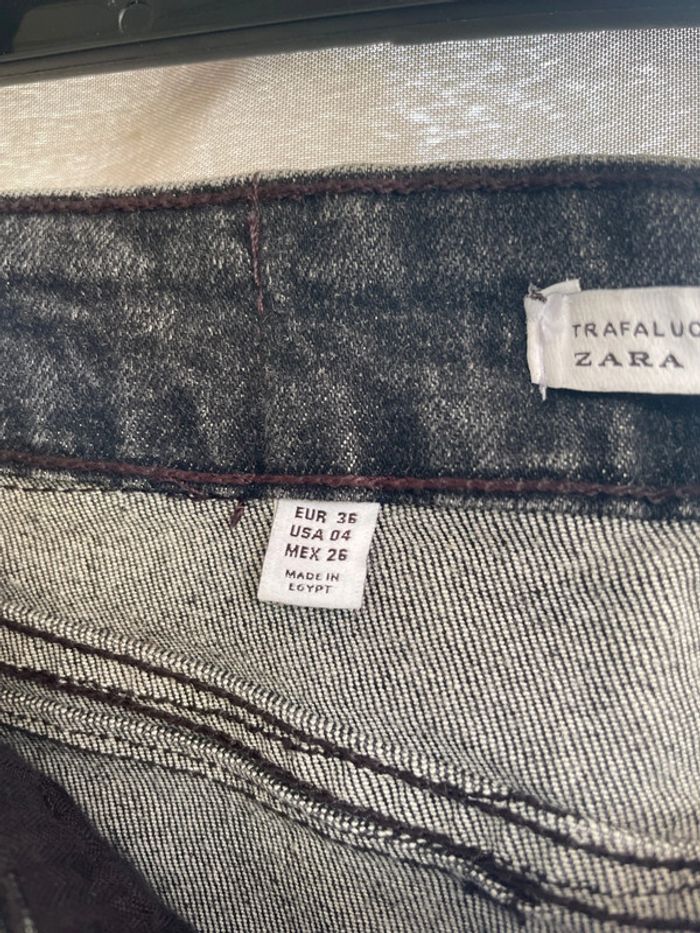 TRAFALUC
ZARA
EUR 36
USA 04
MEX 26
MADE IN
EGYPT